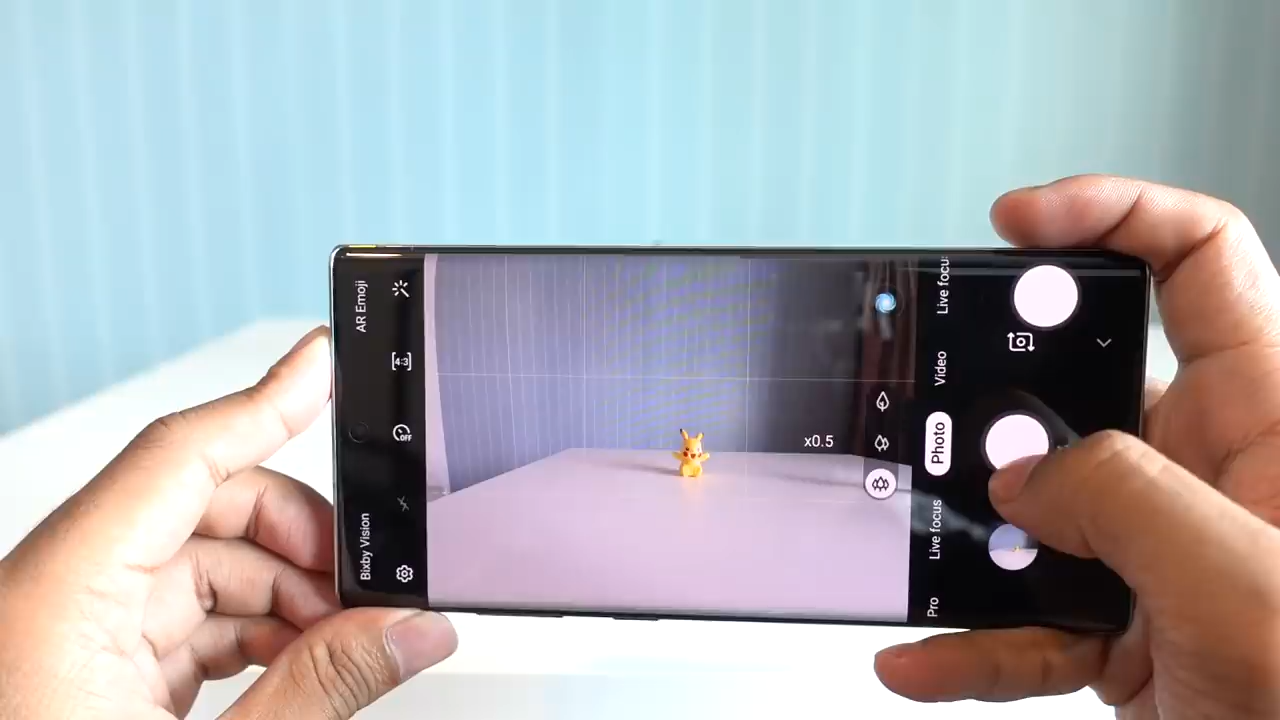 AR Emoji
4:3
OFF
Bixby Vision
x0.5
Live focus
Video
Photo
Live focus
Pro